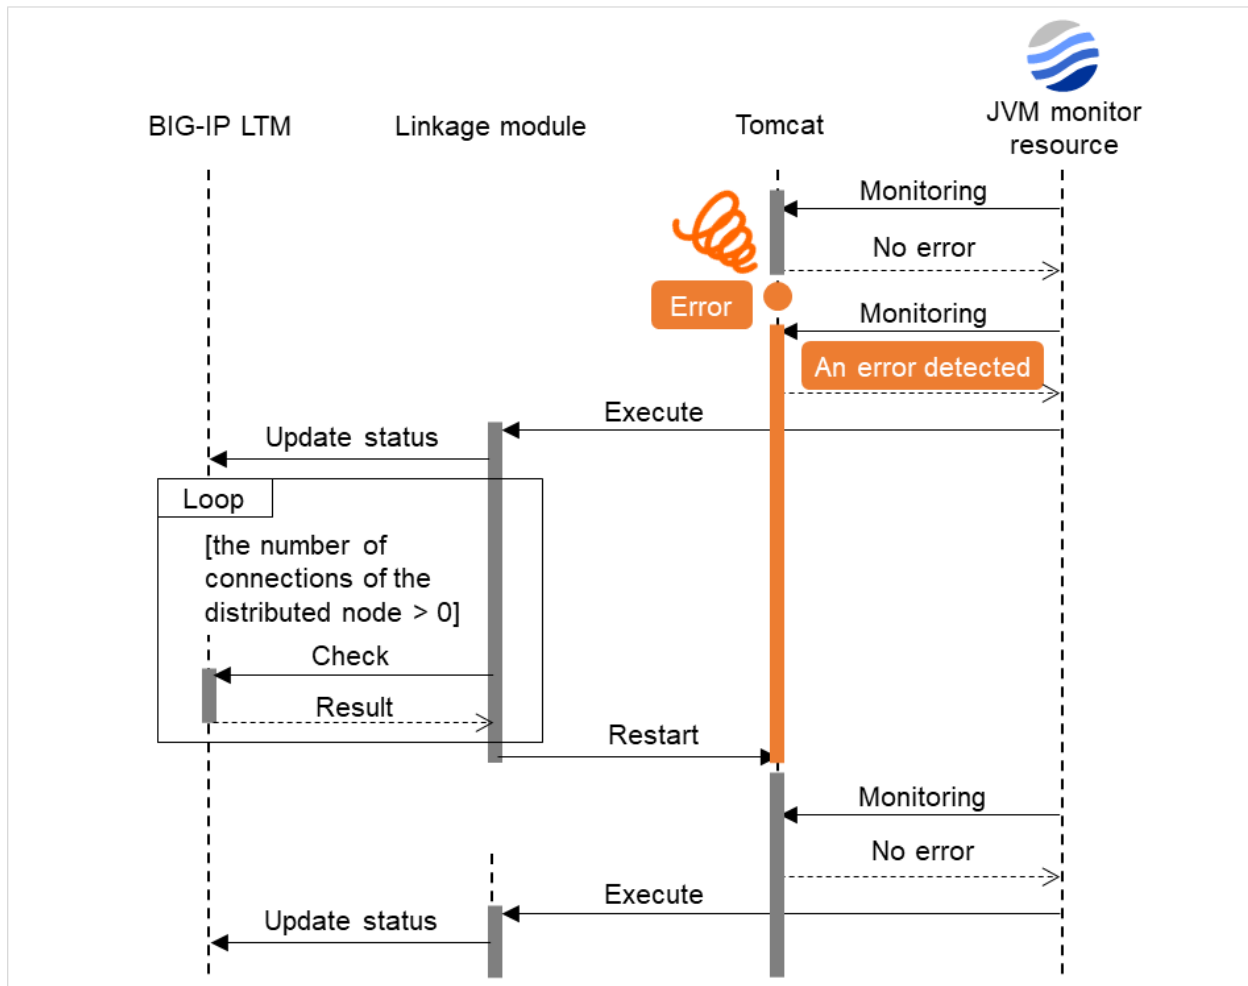 BIG-IP LTM
Linkage module
Tomcat
JVM monitor
resource
Monitoring
No error
Error
Monitoring
An error detected
Execute
Update status
Loop
[the number of
connections of the
distributed node > 0]
Check
Result
Restart
Monitoring
No error
Execute
Update status